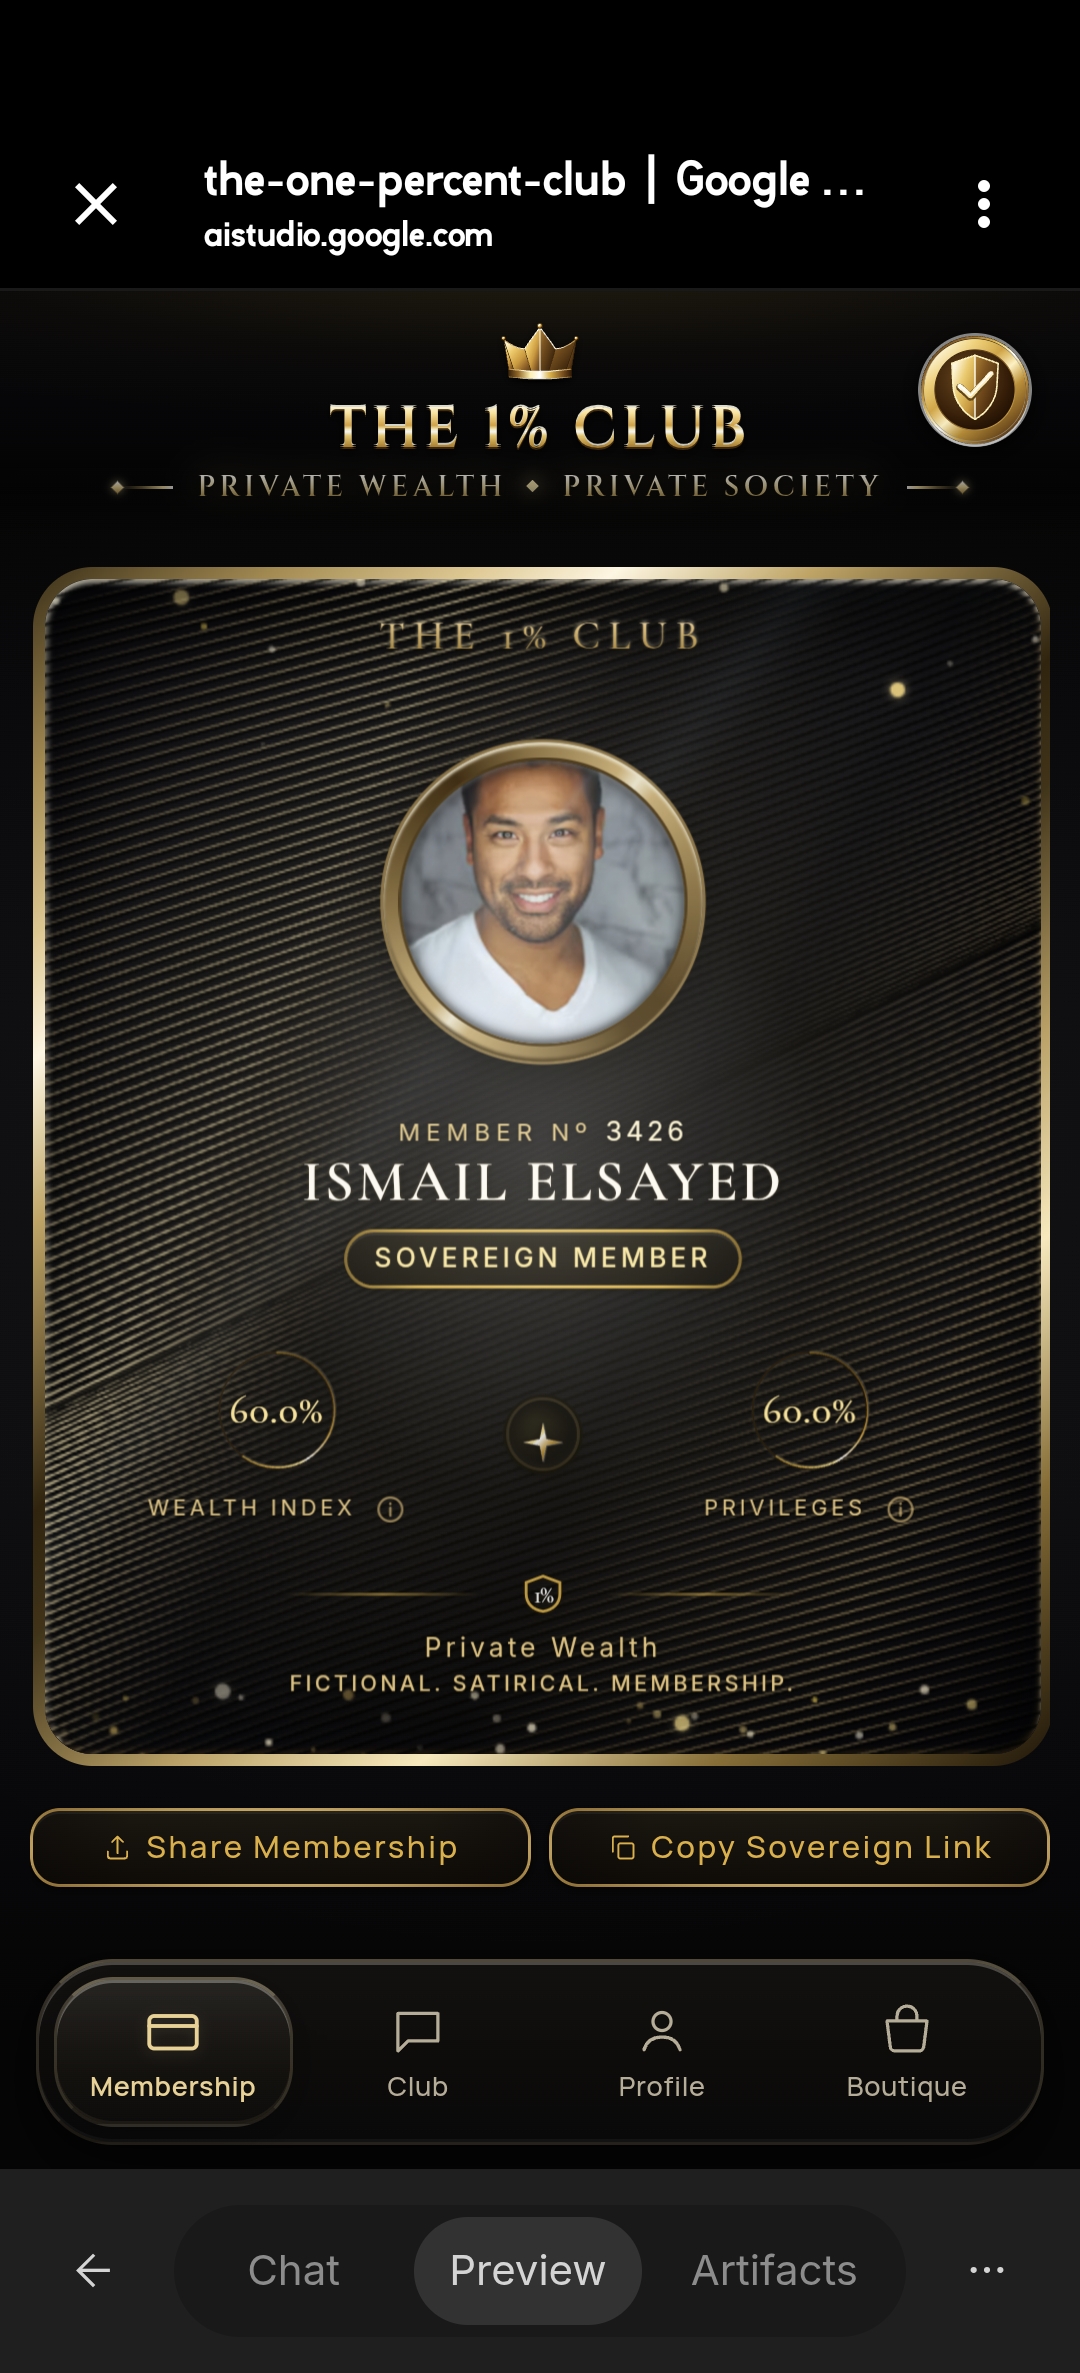 the-one-percent-club | Google ...
aistudio.google.com
THE 1% CLUB
PRIVATE WEALTH ◆ PRIVATE SOCIETY
THE 1% CLUB
MEMBER Nº 3426
ISMAIL ELSAYED
SOVEREIGN MEMBER
60.0% 60.0%
WEALTH INDEX PRIVILEGES
1%
Private Wealth
FICTIONAL. SATIRICAL. MEMBERSHIP.
Share Membership Copy Sovereign Link
Membership Club Profile Boutique
Chat Preview Artifacts